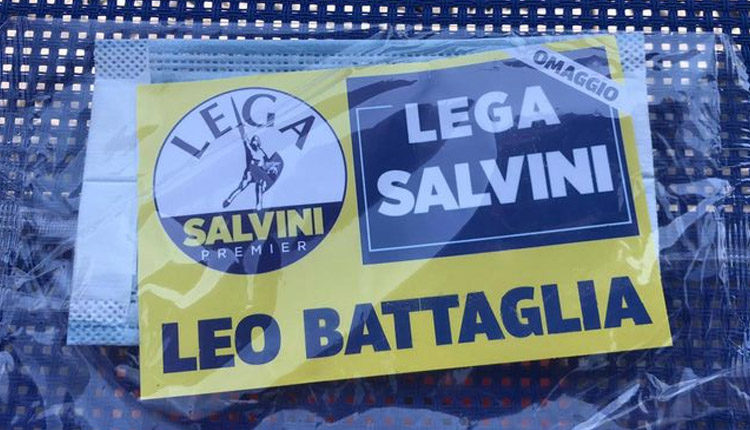 LEGA
SALVINI
PREMIER
OMAGGIO
LEGA
SALVINI
LEO BATTAGLIA